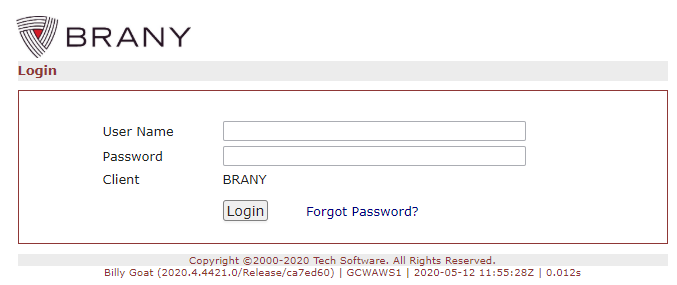 BRANY
Login
User Name
Password
Client BRANY
Login Forgot Password?
Copyright ©2000-2020 Tech Software. All Rights Reserved.
Billy Goat (2020.4.4421.0/Release/ca7ed60) | GCWAWS1 | 2020-05-12 11:55:28Z | 0.012s